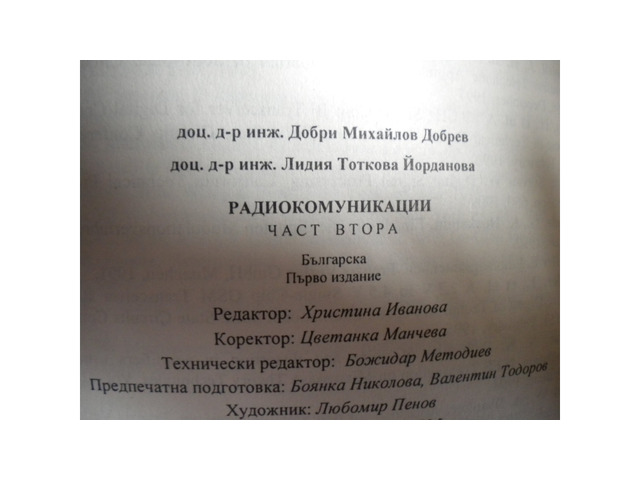 доц. д-р инж. Добри Михайлов Добрев
доц. д-р инж. Лидия Тоткова Йорданова
РАДИОКОМУНИКАЦИИ
ЧАСТ ВТОРА
Българска
Първо издание
Редактор: Христина Иванова
Коректор: Цветанка Манчева
Технически редактор: Божидар Методиев
Предпечатна подготовка: Боянка Николова, Валентин Тодоров
Художник: Любомир Пенов